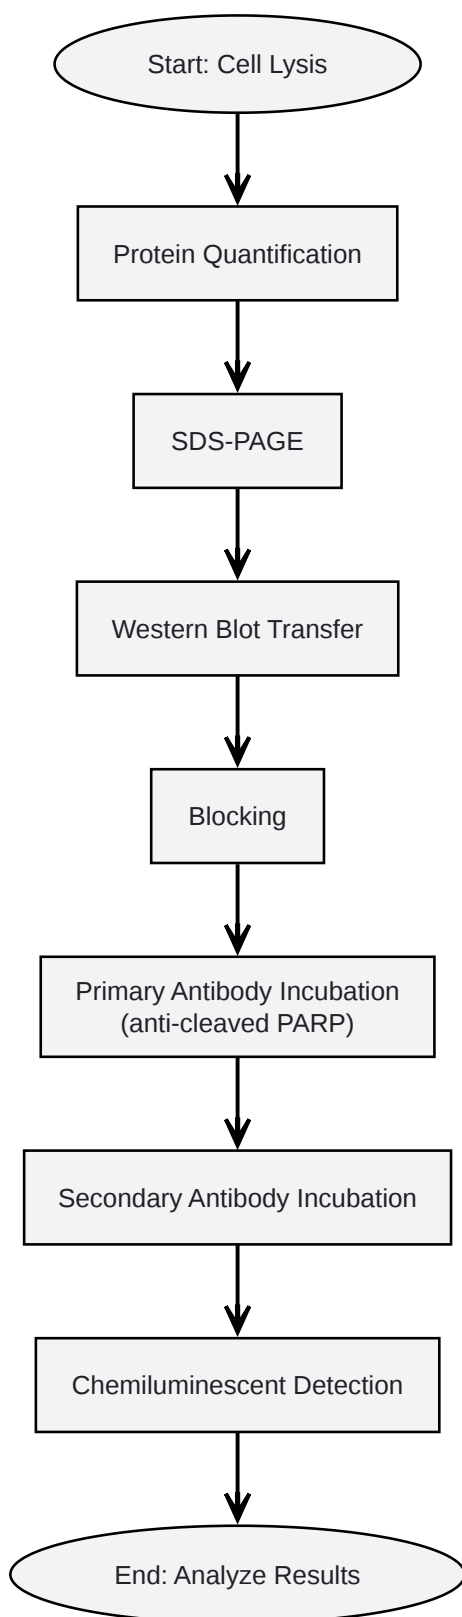 Start: Cell Lysis
Protein Quantification
SDS-PAGE
Western Blot Transfer
Blocking
Primary Antibody Incubation
(anti-cleaved PARP)
Secondary Antibody Incubation
Chemiluminescent Detection
End: Analyze Results